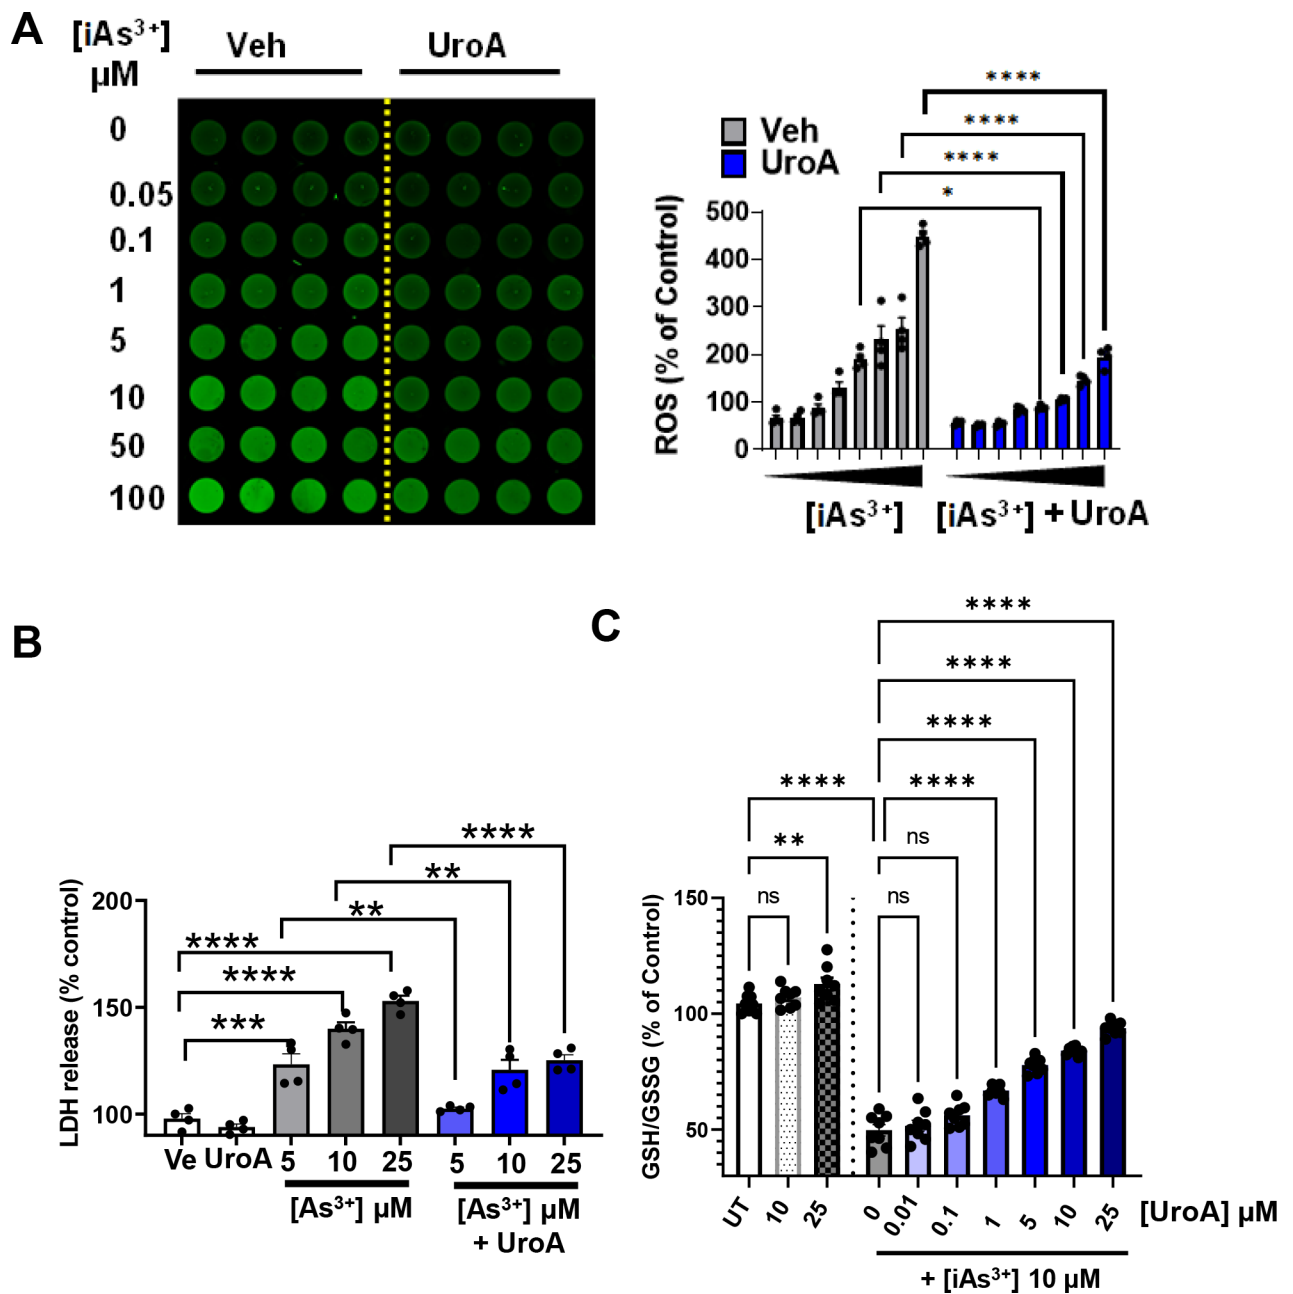 A
[iAs³⁺]
µM
Veh
UroA
0
0.05
0.1
1
5
10
50
100
Veh
UroA
****
****
****
*
ROS (% of Control)
500
400
300
200
100
0
[iAs³⁺]
[iAs³⁺] + UroA
B
LDH release (% control)
200
150
100
****
**
**
****
****
***
Ve UroA 5 10 25 5 10 25
[As³⁺] µM
[As³⁺] µM
+ UroA
C
GSH/GSSG (% of Control)
150
100
50
****
****
****
**** ****
** ns
ns ns
UT 10 25 0 0.01 0.1 1 5 10 25 [UroA] µM
+ [iAs³⁺] 10 µM